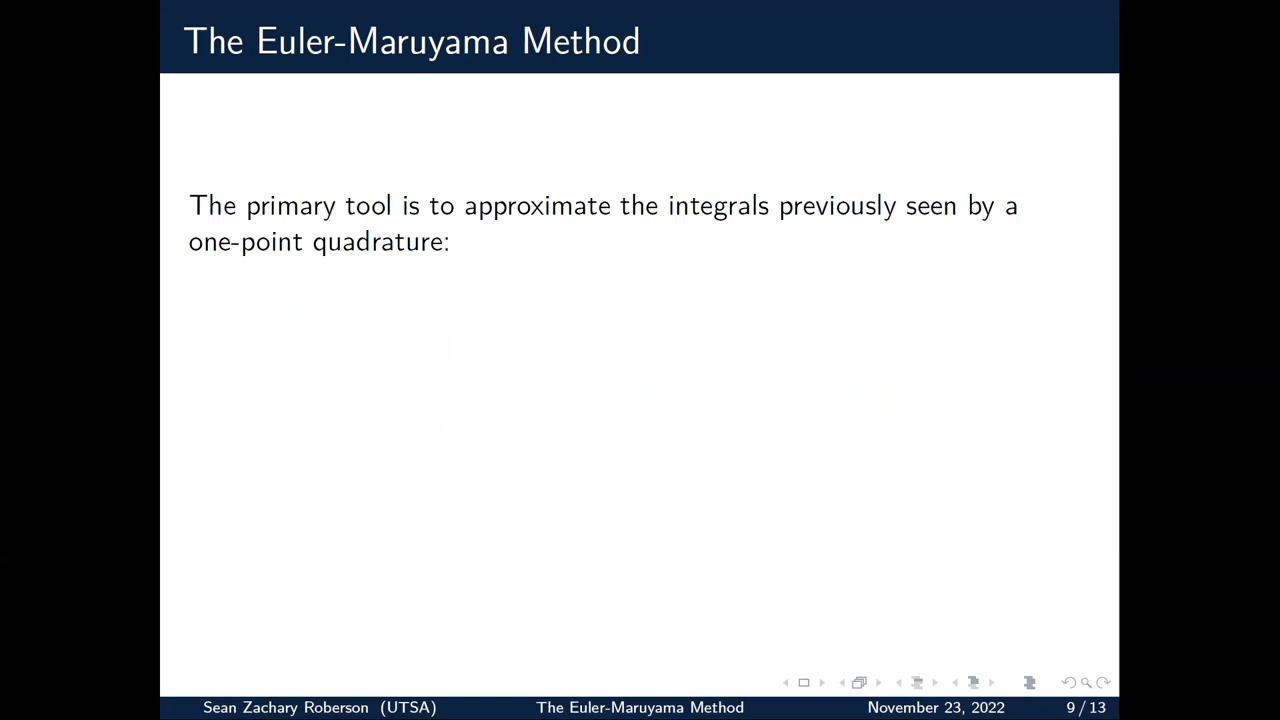 The Euler-Maruyama Method
The primary tool is to approximate the integrals previously seen by a
one-point quadrature:
Sean Zachary Roberson (UTSA)
The Euler-Maruyama Method
November 23, 2022
9 / 13